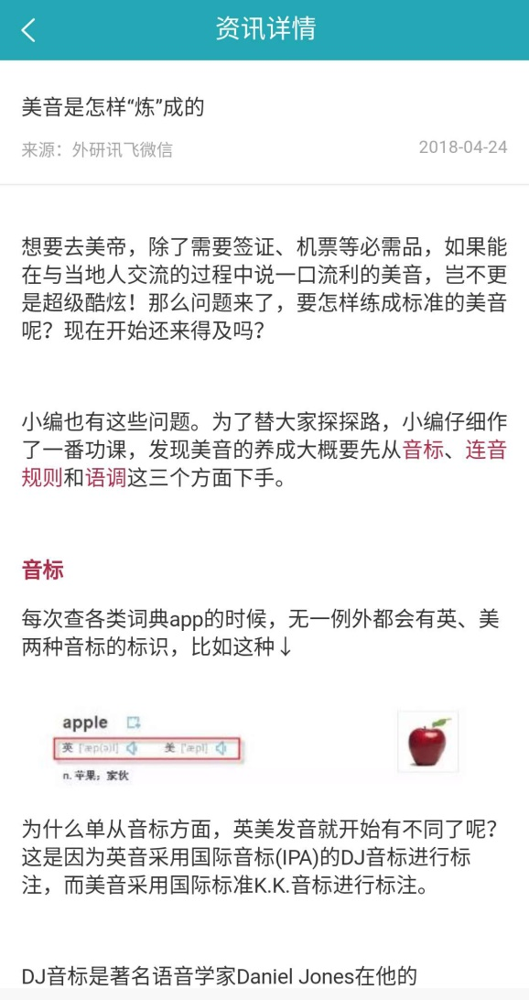 资讯详情
美音是怎样“炼”成的
来源：外研讯飞微信
2018-04-24
想要去美帝，除了需要签证、机票等必需品，如果能
在与当地人交流的过程中说一口流利的美音，岂不更
是超级酷炫！那么问题来了，要怎样练成标准的美音
呢？现在开始还来得及吗？
小编也有这些问题。为了替大家探探路，小编仔细作
了一番功课，发现美音的养成大概要先从音标、连音
规则和语调这三个方面下手。
音标
每次查各类词典app的时候，无一例外都会有英、美
两种音标的标识，比如这种↓
apple
英 ['æp(ə)l] 美 ['æpl]
n. 苹果；家伙
为什么单从音标方面，英美发音就开始有不同了呢？
这是因为英音采用国际音标(IPA)的DJ音标进行标
注，而美音采用国际标准K.K.音标进行标注。
DJ音标是著名语音学家Daniel Jones在他的